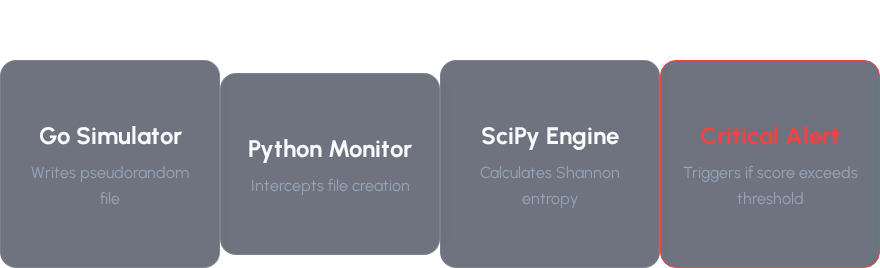 Go Simulator
Writes pseudorandom
file
Python Monitor
Intercepts file creation
SciPy Engine
Calculates Shannon
entropy
Critical Alert
Triggers if score exceeds
threshold